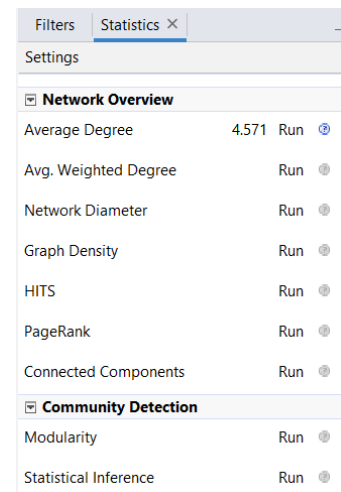 Filters Statistics ×
Settings
Network Overview
Average Degree 4.571 Run ?
Avg. Weighted Degree Run ?
Network Diameter Run ?
Graph Density Run ?
HITS Run ?
PageRank Run ?
Connected Components Run ?
Community Detection
Modularity Run ?
Statistical Inference Run ?